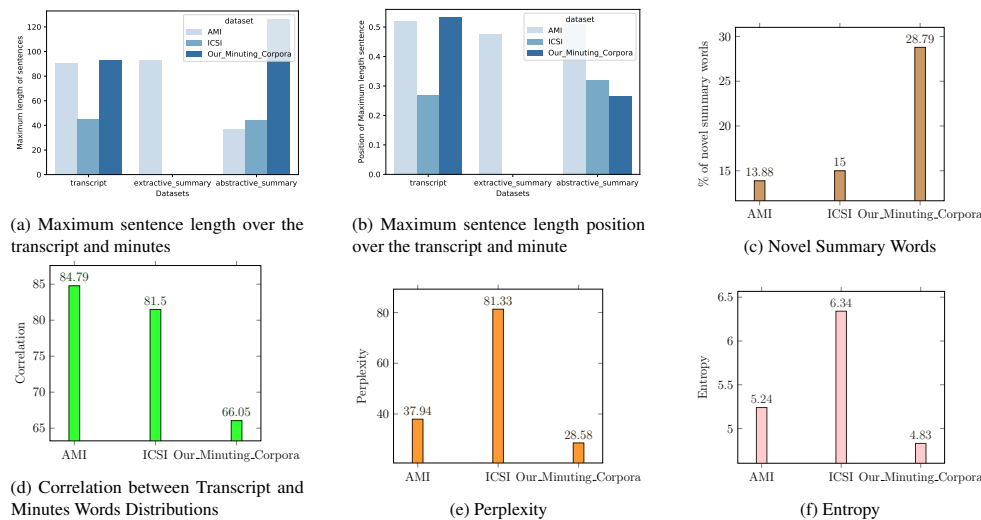 dataset
AMI
ICSI
Our_Minuting_Corpora
Maximum length of sentences
120
100
80
60
40
20
0
transcript
extractive_summary
abstractive_summary
Datasets
(a) Maximum sentence length over the
transcript and minutes
dataset
AMI
ICSI
Our_Minuting_Corpora
Position of Maximum length sentence
0.5
0.4
0.3
0.2
0.1
0.0
transcript
extractive_summary
abstractive_summary
Datasets
(b) Maximum sentence length position
over the transcript and minute
% of novel summary words
30
27
23
19
15
13.88
15
28.79
AMI
ICSI
Our_Minuting_Corpora
(c) Novel Summary Words
Correlation
85
80
75
70
65
84.79
81.5
66.05
AMI
ICSI
Our_Minuting_Corpora
(d) Correlation between Transcript and
Minutes Words Distributions
Perplexity
80
60
40
37.94
81.33
28.58
AMI
ICSI
Our_Minuting_Corpora
(e) Perplexity
Entropy
6.5
6
5.5
5
5.24
6.34
4.83
AMI
ICSI
Our_Minuting_Corpora
(f) Entropy